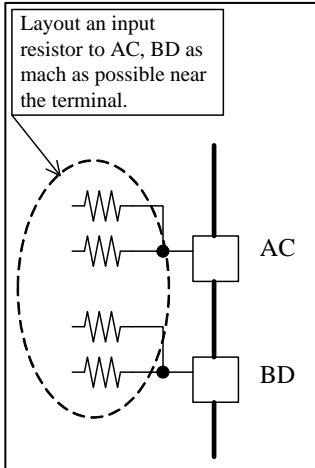 Layout an input
resistor to AC, BD as
mach as possible near
the terminal.
AC
BD